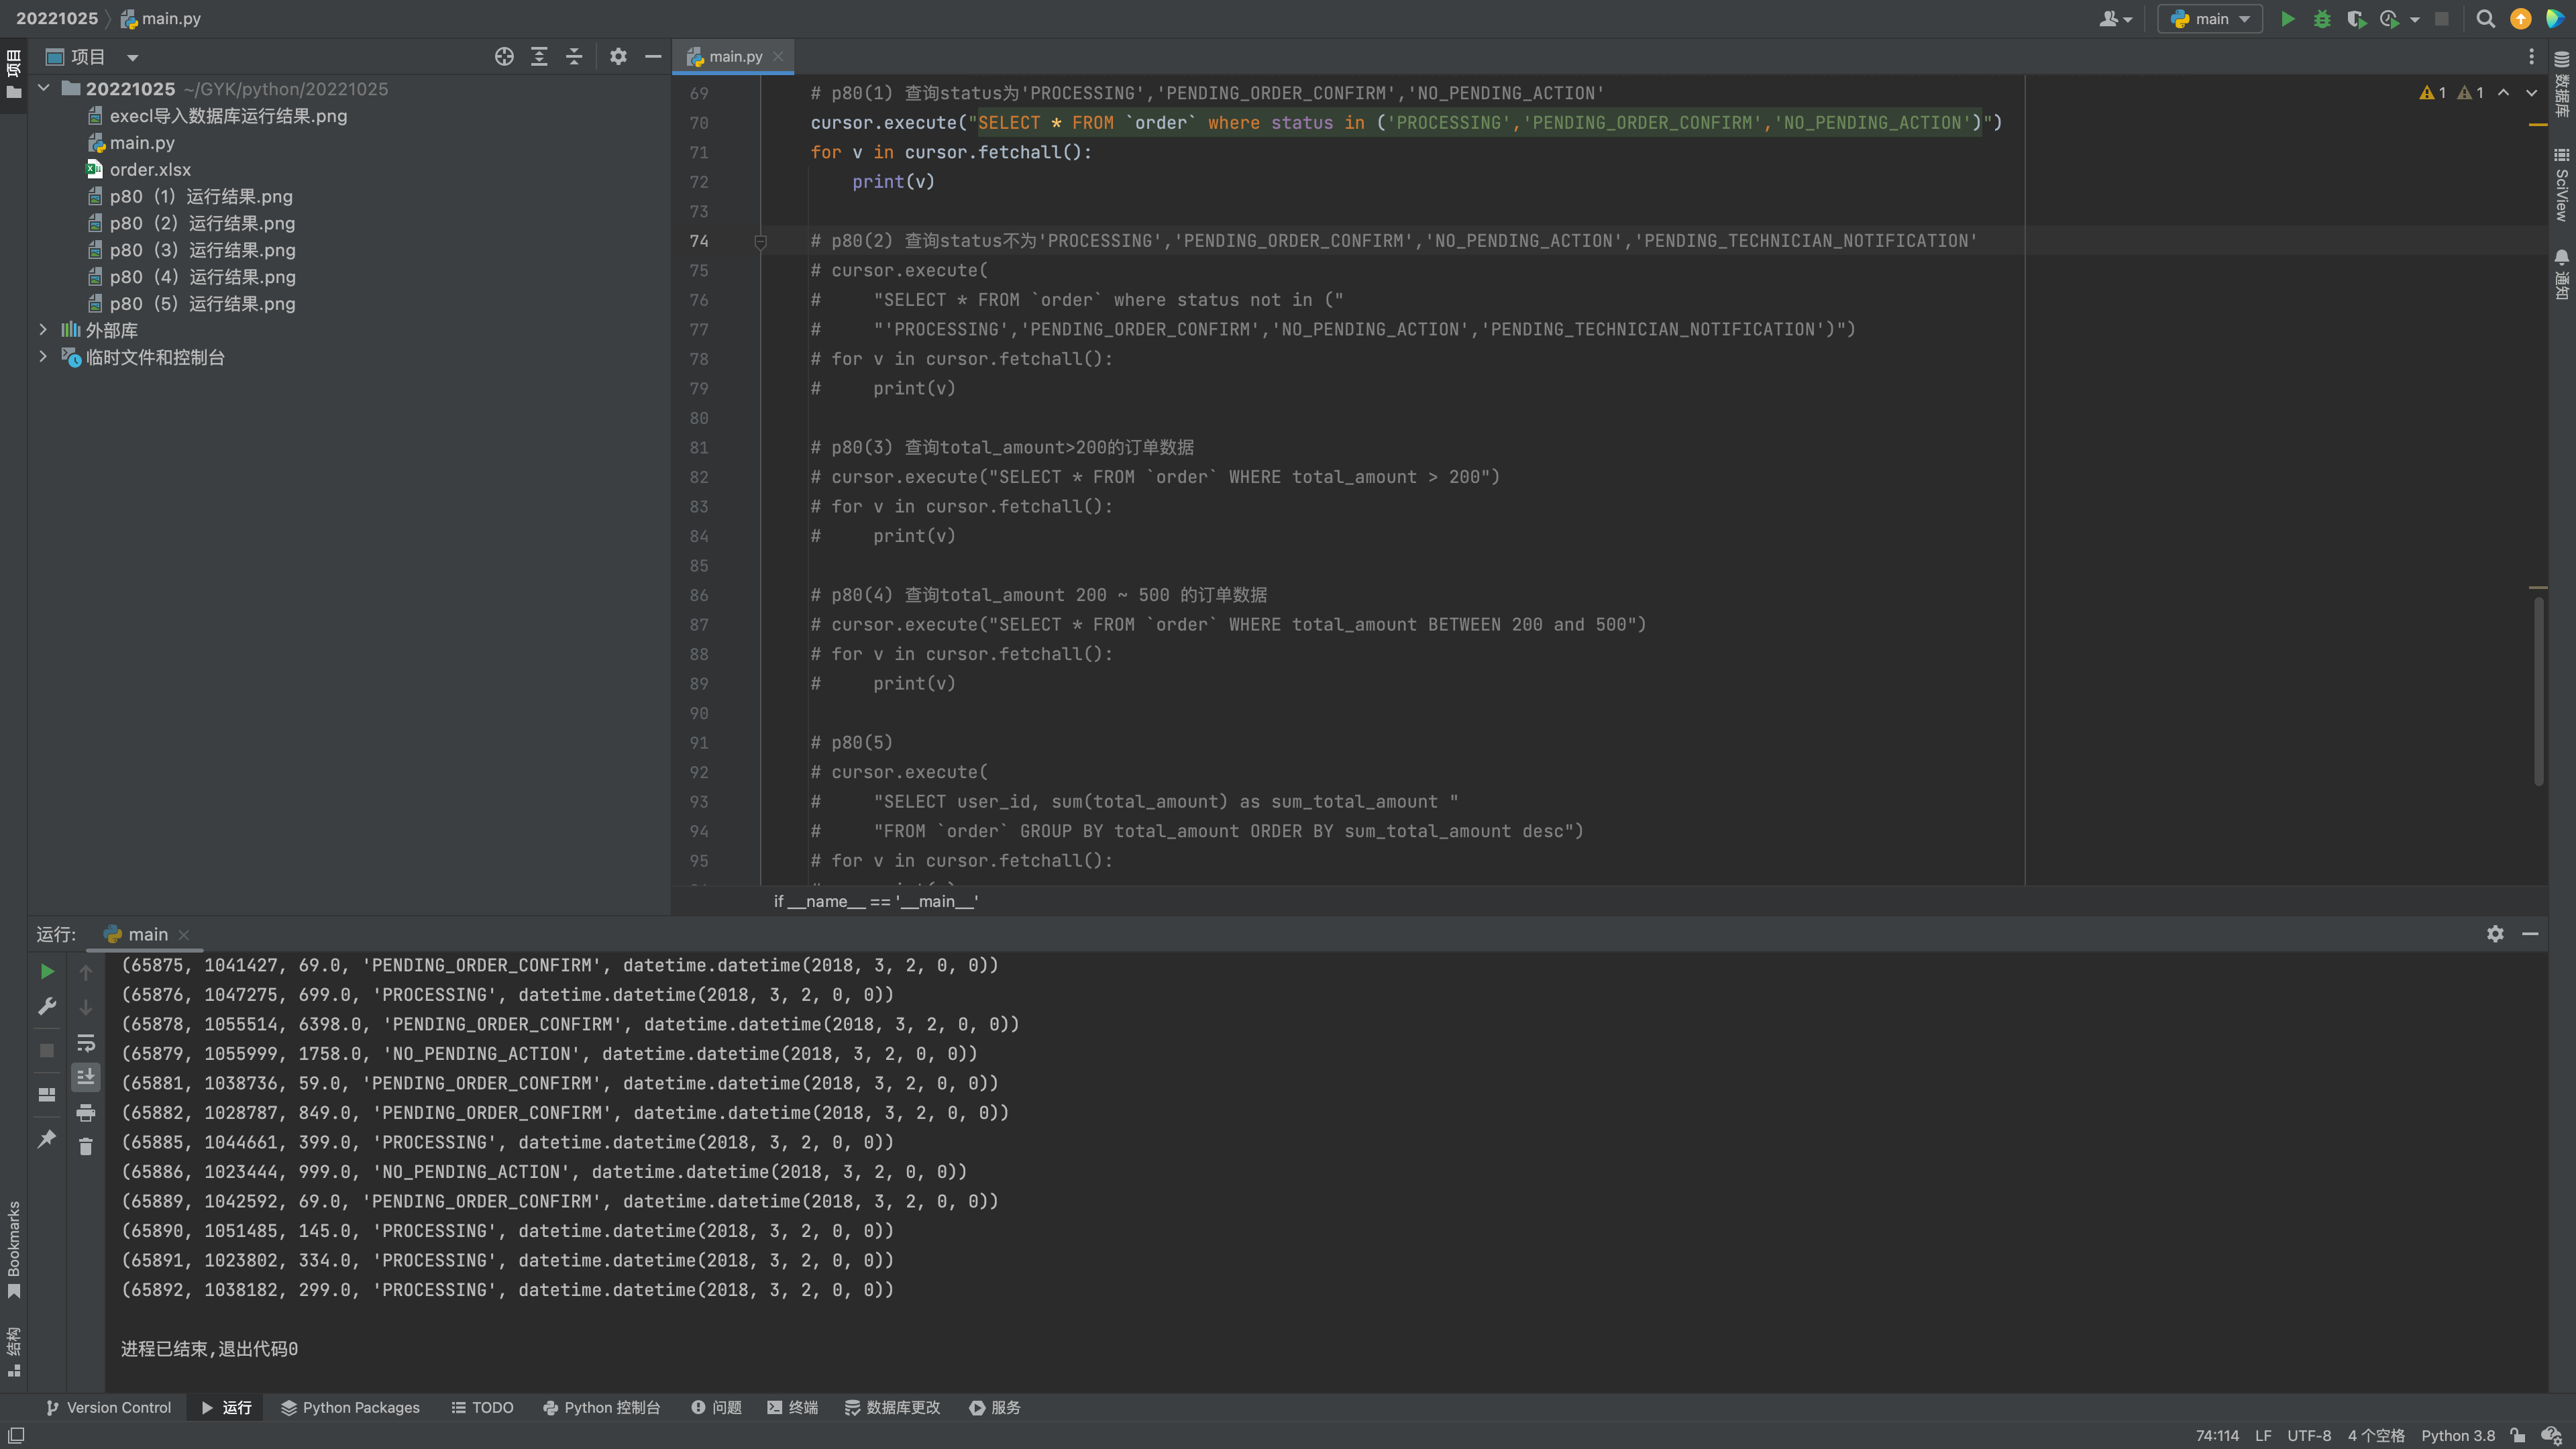 20221025
main.py
main
项目
项目
main.py
20221025 ~/GYK/python/20221025
execl导入数据库运行结果.png
main.py
order.xlsx
p80（1）运行结果.png
p80（2）运行结果.png
p80（3）运行结果.png
p80（4）运行结果.png
p80（5）运行结果.png
外部库
临时文件和控制台
69 # p80(1) 查询status为'PROCESSING','PENDING_ORDER_CONFIRM','NO_PENDING_ACTION'
70 cursor.execute("SELECT * FROM `order` where status in ('PROCESSING','PENDING_ORDER_CONFIRM','NO_PENDING_ACTION')")
71 for v in cursor.fetchall():
72 print(v)
73
74 # p80(2) 查询status不为'PROCESSING','PENDING_ORDER_CONFIRM','NO_PENDING_ACTION','PENDING_TECHNICIAN_NOTIFICATION'
75 # cursor.execute(
76 # "SELECT * FROM `order` where status not in ("
77 # "'PROCESSING','PENDING_ORDER_CONFIRM','NO_PENDING_ACTION','PENDING_TECHNICIAN_NOTIFICATION')")
78 # for v in cursor.fetchall():
79 # print(v)
80
81 # p80(3) 查询total_amount>200的订单数据
82 # cursor.execute("SELECT * FROM `order` WHERE total_amount > 200")
83 # for v in cursor.fetchall():
84 # print(v)
85
86 # p80(4) 查询total_amount 200 ~ 500 的订单数据
87 # cursor.execute("SELECT * FROM `order` WHERE total_amount BETWEEN 200 and 500")
88 # for v in cursor.fetchall():
89 # print(v)
90
91 # p80(5)
92 # cursor.execute(
93 # "SELECT user_id, sum(total_amount) as sum_total_amount "
94 # "FROM `order` GROUP BY total_amount ORDER BY sum_total_amount desc")
95 # for v in cursor.fetchall():
1 1
数据库
SciView
通知
if __name__ == '__main__'
运行: main
(65875, 1041427, 69.0, 'PENDING_ORDER_CONFIRM', datetime.datetime(2018, 3, 2, 0, 0))
(65876, 1047275, 699.0, 'PROCESSING', datetime.datetime(2018, 3, 2, 0, 0))
(65878, 1055514, 6398.0, 'PENDING_ORDER_CONFIRM', datetime.datetime(2018, 3, 2, 0, 0))
(65879, 1055999, 1758.0, 'NO_PENDING_ACTION', datetime.datetime(2018, 3, 2, 0, 0))
(65881, 1038736, 59.0, 'PENDING_ORDER_CONFIRM', datetime.datetime(2018, 3, 2, 0, 0))
(65882, 1028787, 849.0, 'PENDING_ORDER_CONFIRM', datetime.datetime(2018, 3, 2, 0, 0))
(65885, 1044661, 399.0, 'PROCESSING', datetime.datetime(2018, 3, 2, 0, 0))
(65886, 1023444, 999.0, 'NO_PENDING_ACTION', datetime.datetime(2018, 3, 2, 0, 0))
(65889, 1042592, 69.0, 'PENDING_ORDER_CONFIRM', datetime.datetime(2018, 3, 2, 0, 0))
(65890, 1051485, 145.0, 'PROCESSING', datetime.datetime(2018, 3, 2, 0, 0))
(65891, 1023802, 334.0, 'PROCESSING', datetime.datetime(2018, 3, 2, 0, 0))
(65892, 1038182, 299.0, 'PROCESSING', datetime.datetime(2018, 3, 2, 0, 0))
进程已结束,退出代码0
Bookmarks
结构
Version Control 运行 Python Packages TODO Python 控制台 问题 终端 数据库更改 服务
74:114 LF UTF-8 4 个空格 Python 3.8